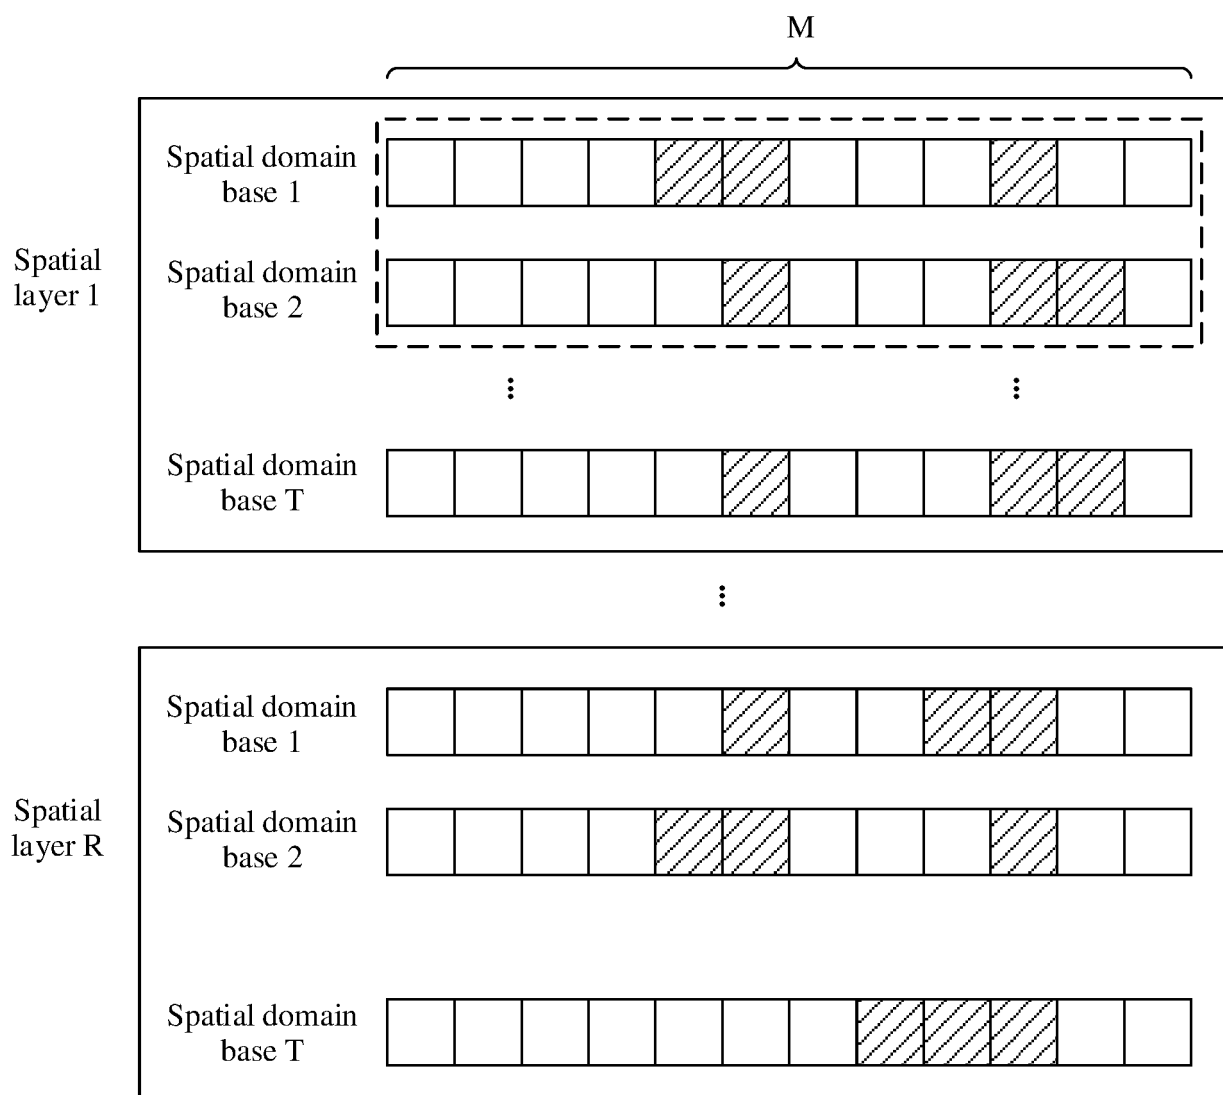 M
Spatial domain
base 1
Spatial domain
base 2
Spatial
layer 1
Spatial domain
base T
Spatial domain
base 1
Spatial domain
base 2
Spatial
layer R
Spatial domain
base T